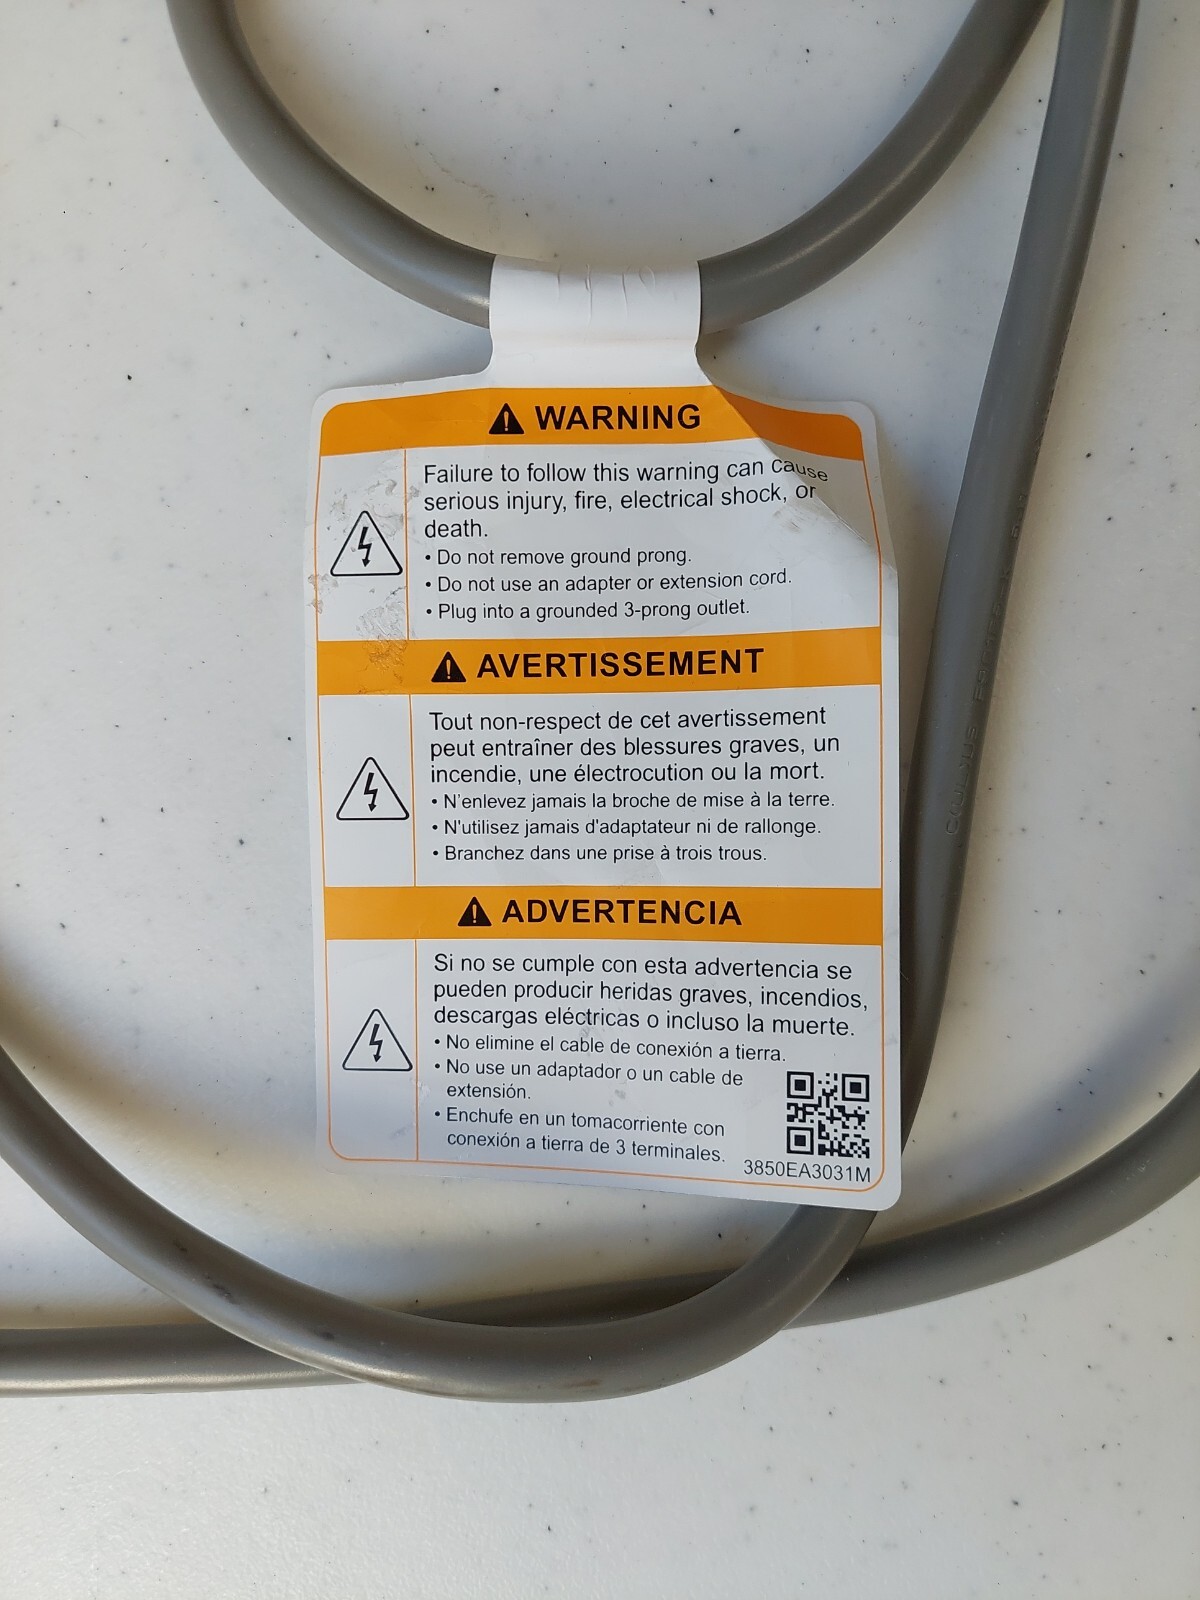 WARNING
Failure to follow this warning can cause
serious injury, fire, electrical shock, or
death.
• Do not remove ground prong.
• Do not use an adapter or extension cord.
• Plug into a grounded 3-prong outlet.
AVERTISSEMENT
Tout non-respect de cet avertissement
peut entraîner des blessures graves, un
incendie, une électrocution ou la mort.
• N'enlevez jamais la broche de mise à la terre.
• N'utilisez jamais d'adaptateur ni de rallonge.
• Branchez dans une prise à trois trous.
ADVERTENCIA
Si no se cumple con esta advertencia se
pueden producir heridas graves, incendios,
descargas eléctricas o incluso la muerte.
• No elimine el cable de conexión a tierra.
• No use un adaptador o un cable de
extensión.
• Enchufe en un tomacorriente con
conexión a tierra de 3 terminales.
3850EA3031M